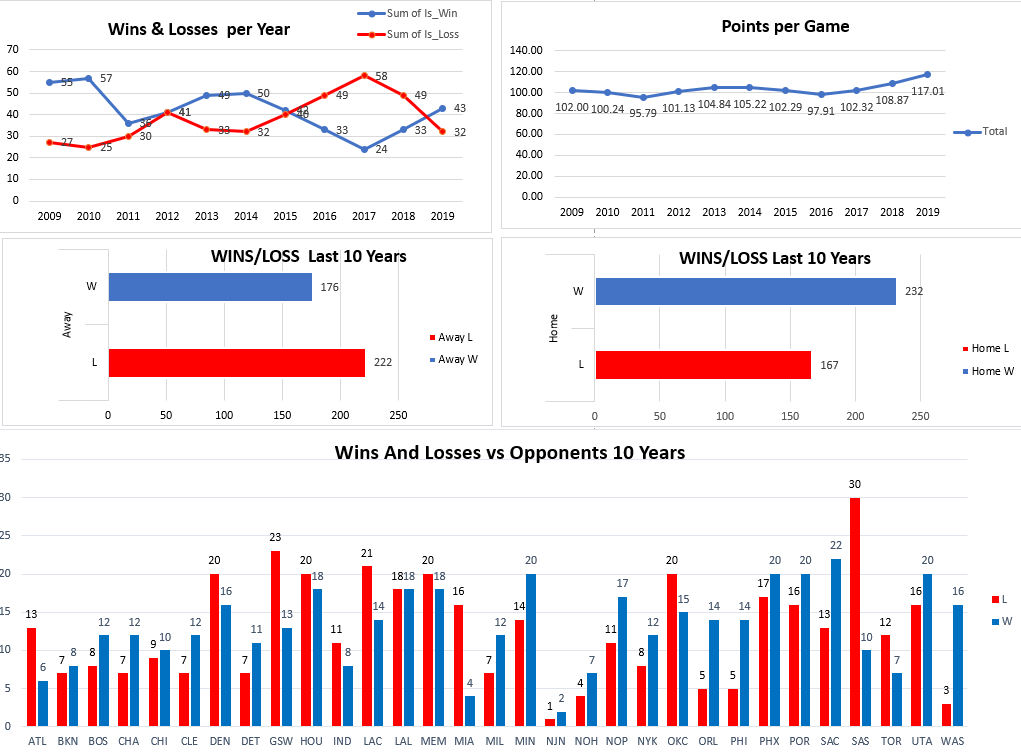 Wins & Losses per Year
Sum of Is_Win
Sum of Is_Loss
70
60
50
40
30
20
10
0
55 57 36 41 49 50 42 33 24 33 43
27 25 30 33 32 40 49 58 49 32
2009 2010 2011 2012 2013 2014 2015 2016 2017 2018 2019
Points per Game
140.00
120.00
100.00
80.00
60.00
40.00
20.00
0.00
102.00 100.24 95.79 101.13 104.84 105.22 102.29 97.91 102.32 108.87 117.01
Total
2009 2010 2011 2012 2013 2014 2015 2016 2017 2018 2019
WINS/LOSS Last 10 Years
Away
W
176
L
222
Away L
Away W
0 50 100 150 200 250
WINS/LOSS Last 10 Years
Home
W
232
L
167
Home L
Home W
0 50 100 150 200 250
Wins And Losses vs Opponents 10 Years
35
30
25
20
15
10
5
0
13 6 7 8 8 12 7 12 9 10 7 12 20 16 7 11 23 13 20 18 11 8 21 14 18 18 20 18 16 4 7 12 14 20 1 2 4 7 11 17 8 12 20 15 5 14 5 14 17 20 16 20 13 22 30 10 12 7 16 20 3 16
L
W
ATL BKN BOS CHA CHI CLE DEN DET GSW HOU IND LAC LAL MEM MIA MIL MIN NJN NOH NOP NYK OKC ORL PHI PHX POR SAC SAS TOR UTA WAS